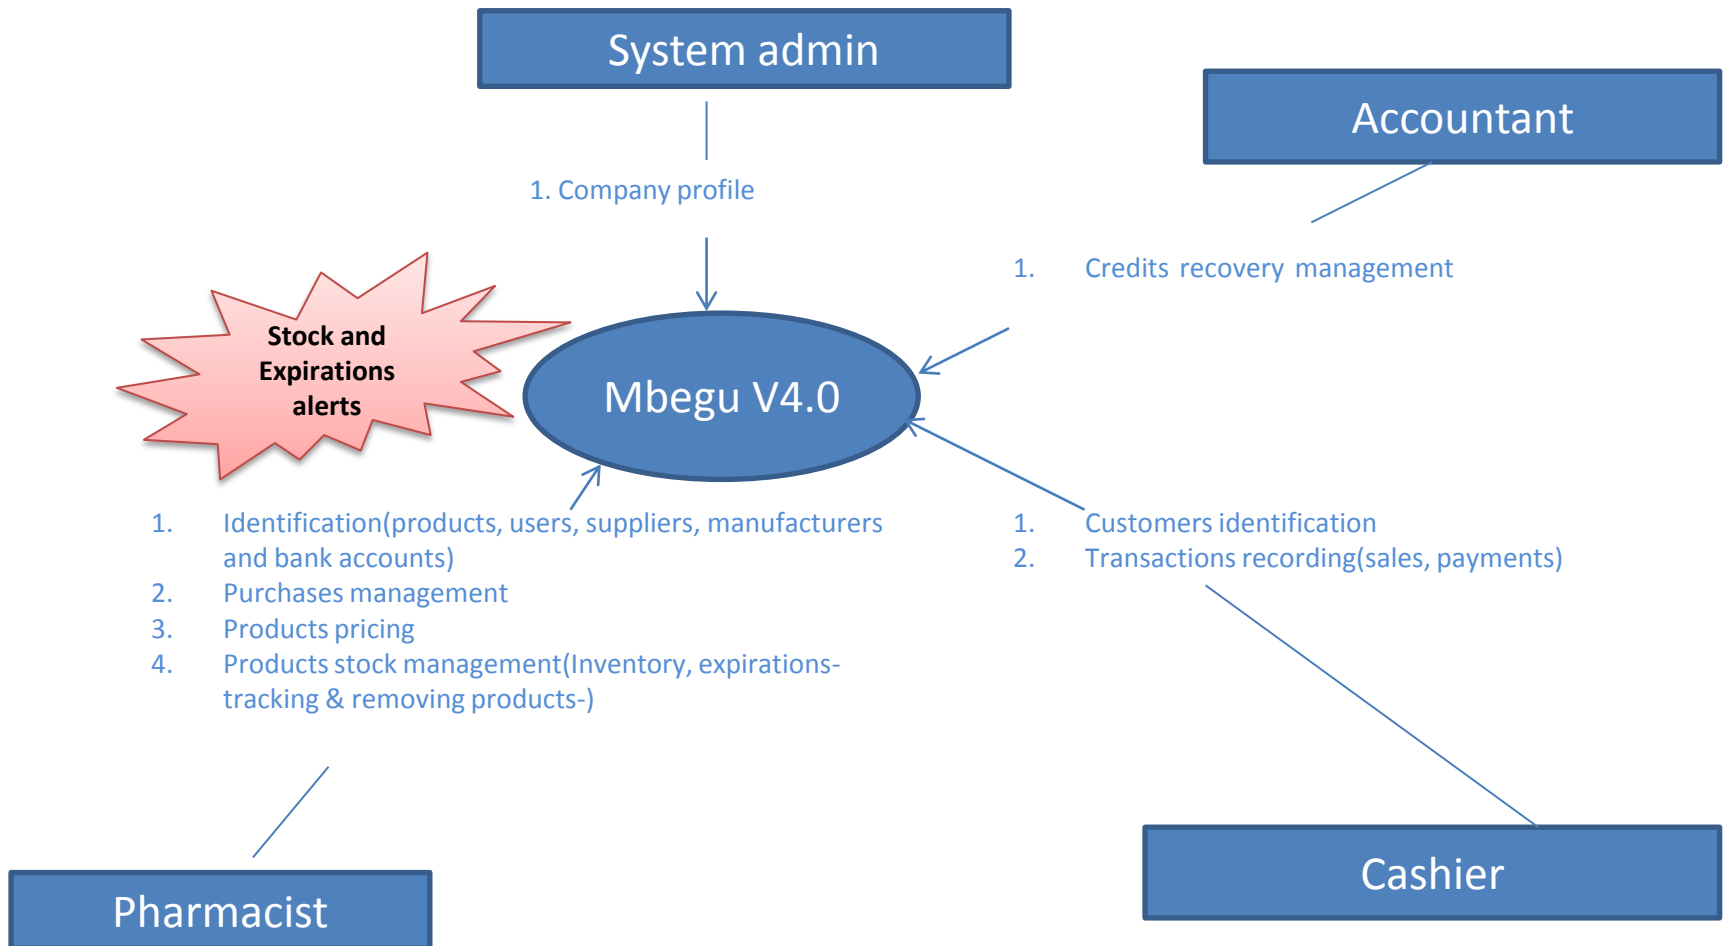 System admin
Accountant
1. Company profile
1. Credits recovery management
Stock and
Expirations
alerts
Mbegu V4.0
1. Identification(products, users, suppliers, manufacturers
and bank accounts)
2. Purchases management
3. Products pricing
4. Products stock management(Inventory, expirations-
tracking & removing products-)
1. Customers identification
2. Transactions recording(sales, payments)
Cashier
Pharmacist